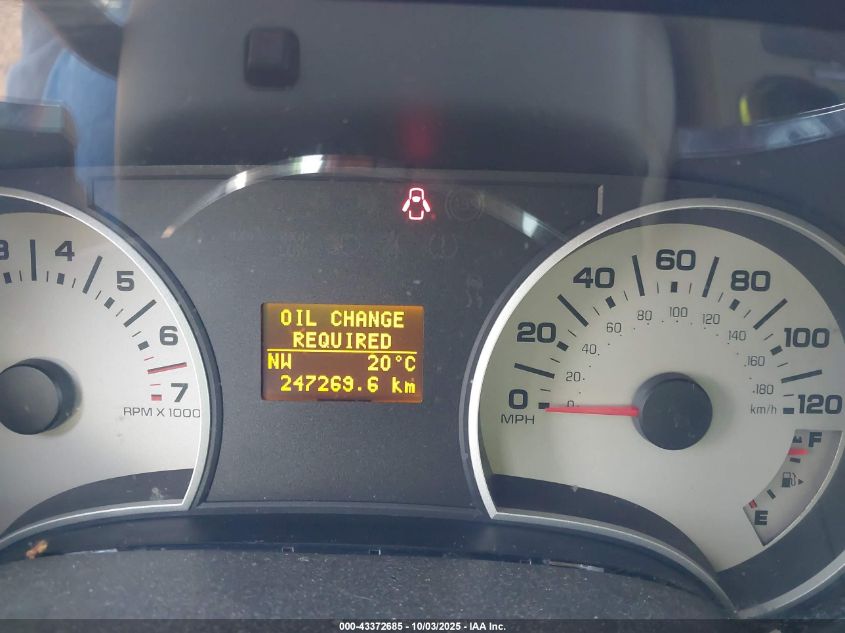 OIL CHANGE
REQUIRED
NW 20°C
247269.6 km
3 4 5 6 7
RPM X 1000
0 20 40 60 80 100 120
MPH
0 20 40 60 80 100 120 140 160 180
km/h
F
E
000-43372685 - 10/03/2025 - IAA Inc.